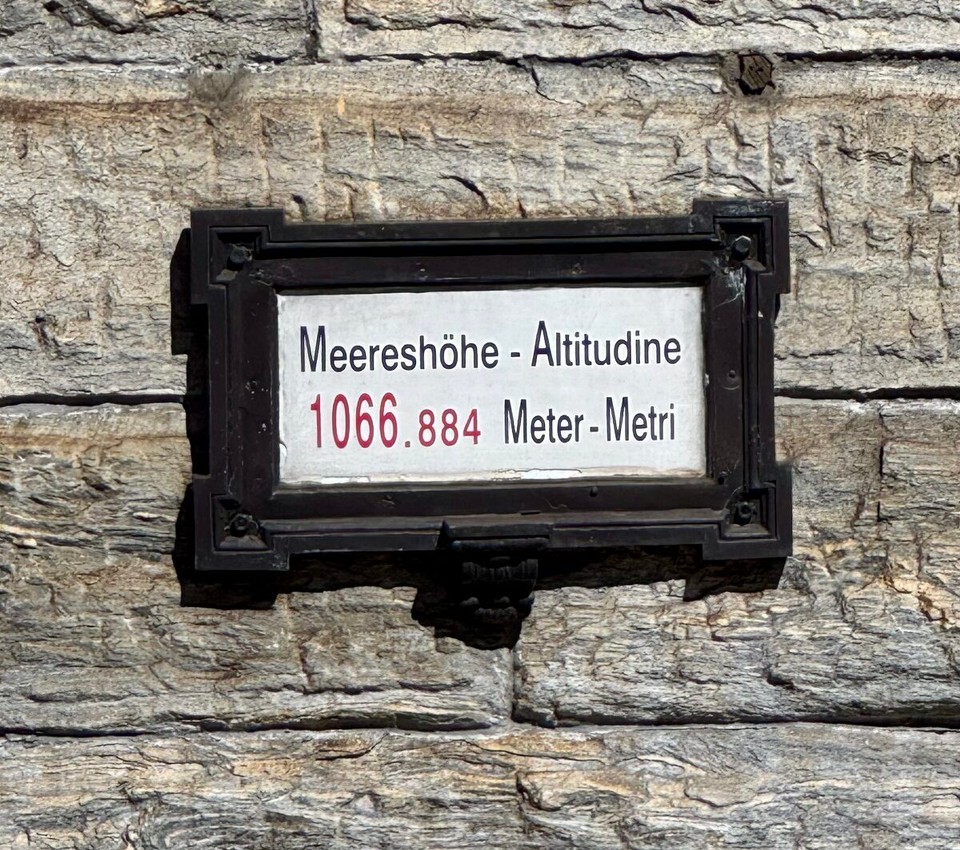 Meereshöhe - Altitudine
1066.884 Meter - Metri